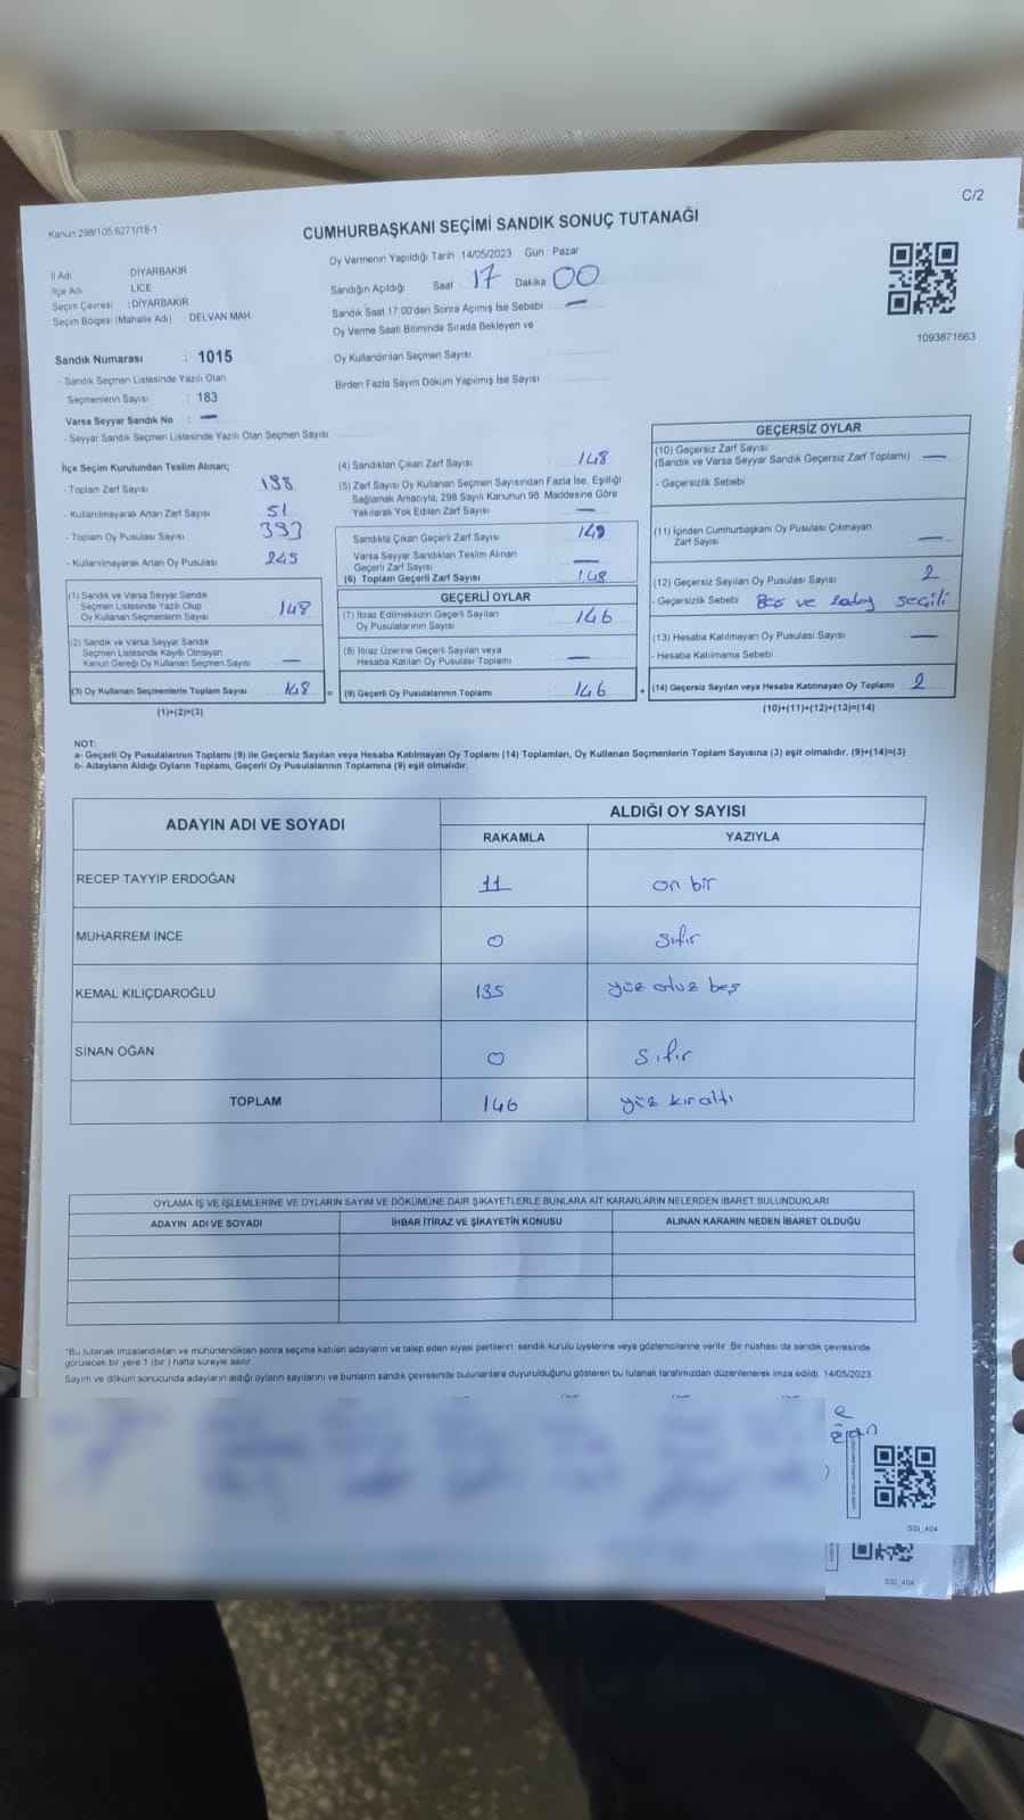 C/2
Kanun 298/105,6271/18-1
CUMHURBAŞKANI SEÇİMİ SANDIK SONUÇ TUTANAĞI
İl Adı : DİYARBAKIR
İlçe Adı : LİCE
Seçim Çevresi : DİYARBAKIR
Seçim Bölgesi (Mahalle Adı) : DELVAN MAH.
Oy Vermenin Yapıldığı Tarih 14/05/2023 Gün : Pazar
Sandığın Açıldığı Saat 17 Dakika 00
Sandık Saat 17:00'den Sonra Açılmış İse Sebebi —
Oy Verme Saati Bitiminde Sırada Bekleyen ve
Oy Kullandırılan Seçmen Sayısı
Birden Fazla Sayım Döküm Yapılmış İse Sayısı
1093871663
Sandık Numarası : 1015
- Sandık Seçmen Listesinde Yazılı Olan
Seçmenlerin Sayısı : 183
Varsa Seyyar Sandık No : —
- Seyyar Sandık Seçmen Listesinde Yazılı Olan Seçmen Sayısı
İlçe Seçim Kurulundan Teslim Alınan;
- Toplam Zarf Sayısı
- Kullanılmayarak Artan Zarf Sayısı 51
- Toplam Oy Pusulası Sayısı 393
- Kullanılmayarak Artan Oy Pusulası 245
(1) Sandık ve Varsa Seyyar Sandık
Seçmen Listesinde Yazılı Olup
Oy Kullanan Seçmenlerin Sayısı 148
(2) Sandık ve Varsa Seyyar Sandık
Seçmen Listesinde Kayıtlı Olmayan
Kanun Gereği Oy Kullanan Seçmen Sayısı —
(3) Oy Kullanan Seçmenlerin Toplam Sayısı 148 =
(1)+(2)=(3)
(4) Sandıktan Çıkan Zarf Sayısı 148
(5) Zarf Sayısı Oy Kullanan Seçmen Sayısından Fazla İse, Eşitliği
Sağlamak Amacıyla, 298 Sayılı Kanunun 98. Maddesine Göre
Yakılarak Yok Edilen Zarf Sayısı —
Sandıkta Çıkan Geçerli Zarf Sayısı 148
Varsa Seyyar Sandıktan Teslim Alınan
Geçerli Zarf Sayısı —
(6) Toplam Geçerli Zarf Sayısı 148
GEÇERLİ OYLAR
(7) İtiraz Edilmeksizin Geçerli Sayılan
Oy Pusulalarının Sayısı 146
(8) İtiraz Üzerine Geçerli Sayılan veya
Hesaba Katılan Oy Pusulası Toplamı —
(9) Geçerli Oy Pusulalarının Toplamı 146 +
GEÇERSİZ OYLAR
(10) Geçersiz Zarf Sayısı
(Sandık ve Varsa Seyyar Sandık Geçersiz Zarf Toplamı) —
- Geçersizlik Sebebi
(11) İçinden Cumhurbaşkanı Oy Pusulası Çıkmayan
Zarf Sayısı —
(12) Geçersiz Sayılan Oy Pusulası Sayısı 2
- Geçersizlik Sebebi ve seçili
(13) Hesaba Katılmayan Oy Pusulası Sayısı —
- Hesaba Katılmama Sebebi
(14) Geçersiz Sayılan veya Hesaba Katılmayan Oy Toplamı 2
(10)+(11)+(12)+(13)=(14)
NOT:
a- Geçerli Oy Pusulalarının Toplamı (9) ile Geçersiz Sayılan veya Hesaba Katılmayan Oy Toplamı (14) Toplamları, Oy Kullanan Seçmenlerin Toplam Sayısına (3) eşit olmalıdır. (9)+(14)=(3)
b- Adayların Aldığı Oyların Toplamı, Geçerli Oy Pusulalarının Toplamına (9) eşit olmalıdır.
ADAYIN ADI VE SOYADI
ALDIĞI OY SAYISI
RAKAMLA YAZIYLA
RECEP TAYYIP ERDOĞAN 11 on bir
MUHARREM İNCE 0 sıfır
KEMAL KILIÇDAROĞLU 135 yüz otuz beş
SİNAN OĞAN 0 sıfır
TOPLAM 146 yüz kıraltı
OYLAMA İŞ VE İŞLEMLERİNE VE OYLARIN SAYIM VE DÖKÜMÜNE DAİR ŞİKAYETLERLE BUNLARA AİT KARARLARIN NELERDEN İBARET BULUNDUKLARI
ADAYIN ADI VE SOYADI İHBAR İTİRAZ VE ŞİKAYETİN KONUSU ALINAN KARARIN NEDEN İBARET OLDUĞU
*Bu tutanak imzalandıktan ve mühürlendikten sonra seçime katılan adayların ve talep eden siyasi partilerin sandık kurulu üyelerine veya gözlemcilerine verilir. Bir nüshası da sandık çevresinde
görülecek bir yere 1 (bir) hafta süreyle asılır.
Sayım ve döküm sonucunda adayların aldığı oyların sayılarını ve bunların sandık çevresinde bulunanlara duyurulduğunu gösteren bu tutanak tarafımızdan düzenlenerek imza edildi. 14/05/2023